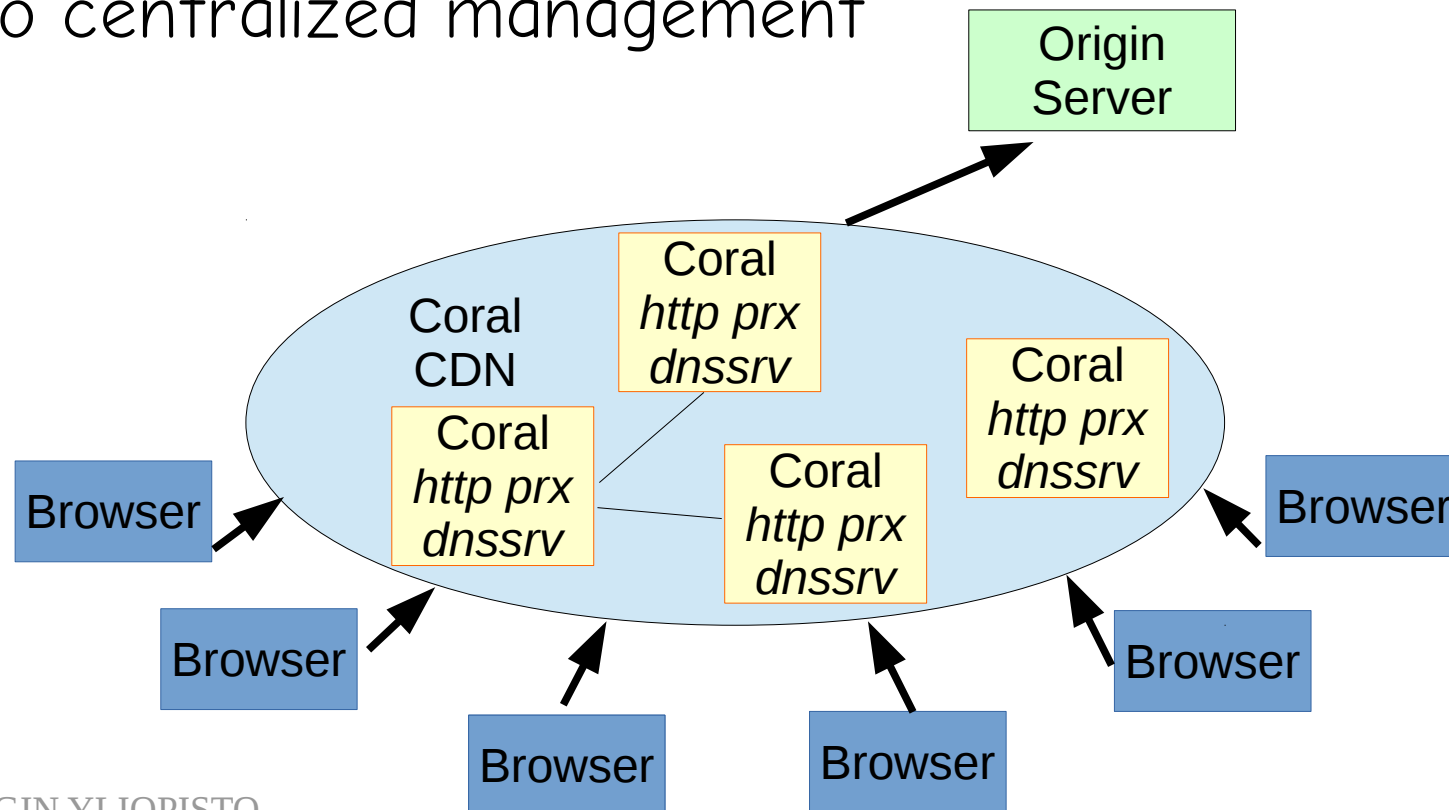 centralized management
Origin
Server
Coral
http prx
dnssrv
Coral
CDN
Coral
http prx
dnssrv
Coral
http prx
dnssrv
Coral
http prx
dnssrv
Browser
Browser
Browser
Browser
Browser
Browser
YLIOPISTO